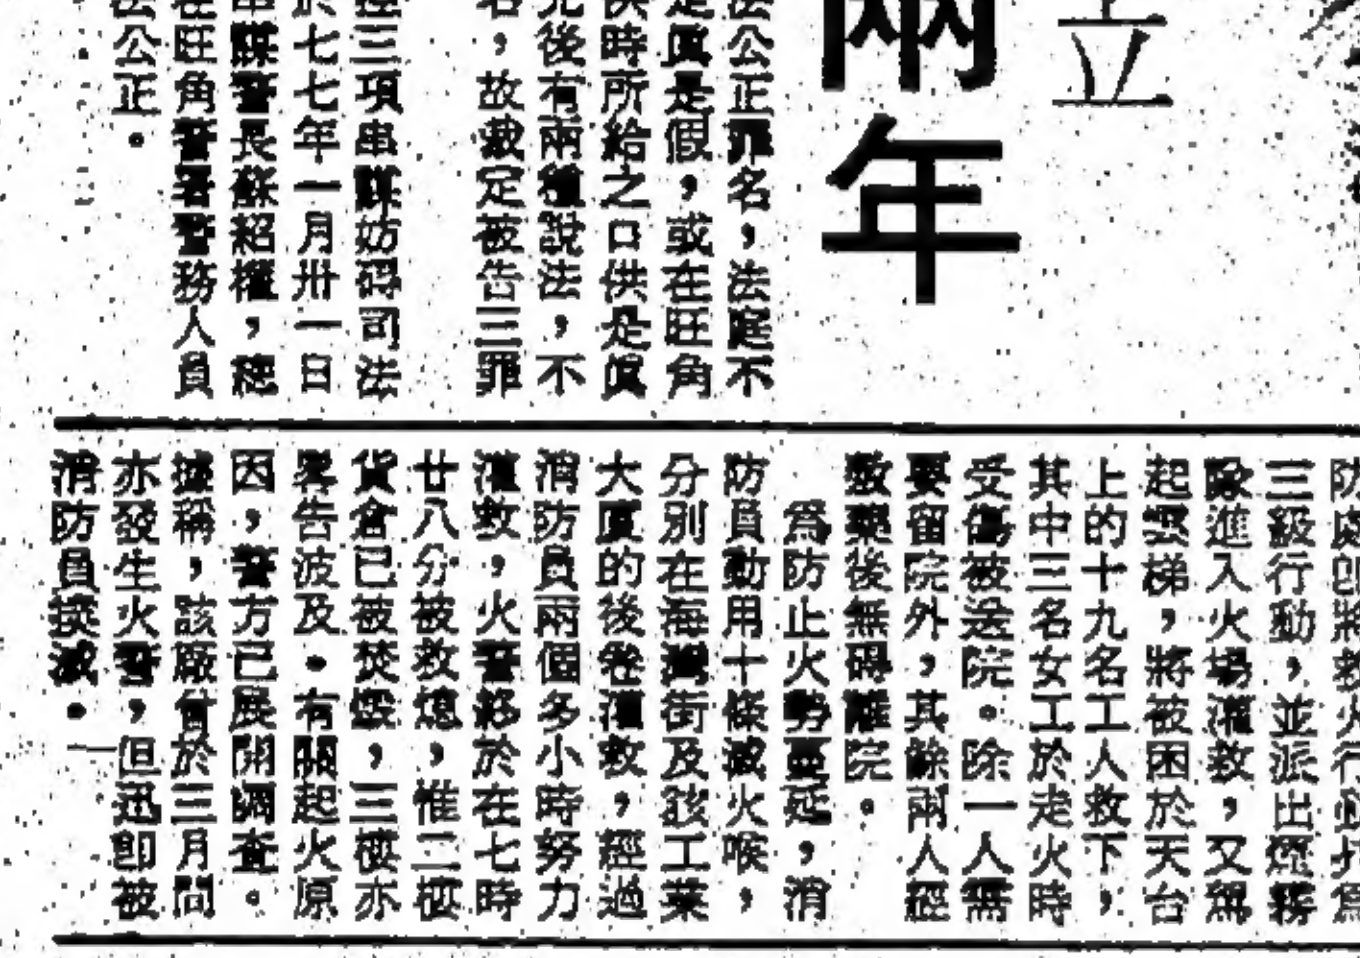 立
兩年
法公正罪名，法庭不
是眞是假，或在旺角
供時所給之口供是眞
先後有兩種說法，不
名，故裁定被告三罪
控三項串謀妨碍司法
於七七年一月卅一日
串謀警長蘇紹權，
在旺角警署警務人員
法公正。
防處卽將救火行動打爲
三級行動，並派出煙務
隊進入火場灌救，又架
起雲梯，將被困於天台
上的十九名工人救下，
其中三名女工於走火時
受傷被送院。除一人需
要留院外，其餘兩人經
敷藥後無碍離院。
爲防止火勢蔓延，消
防員動用十條滅火喉，
分別在海灣街及該工業
大厦的後巷灌救，經過
消防員兩個多小時努力
灌救，火警終於在七時
廿八分被救熄，惟二樓
貨倉已被焚毀，三樓亦
畧告波及。有關起火原
因，警方已展開調查。
據稱，該廠曾於三月間
亦發生火警，但迅卽被
消防員撲滅。